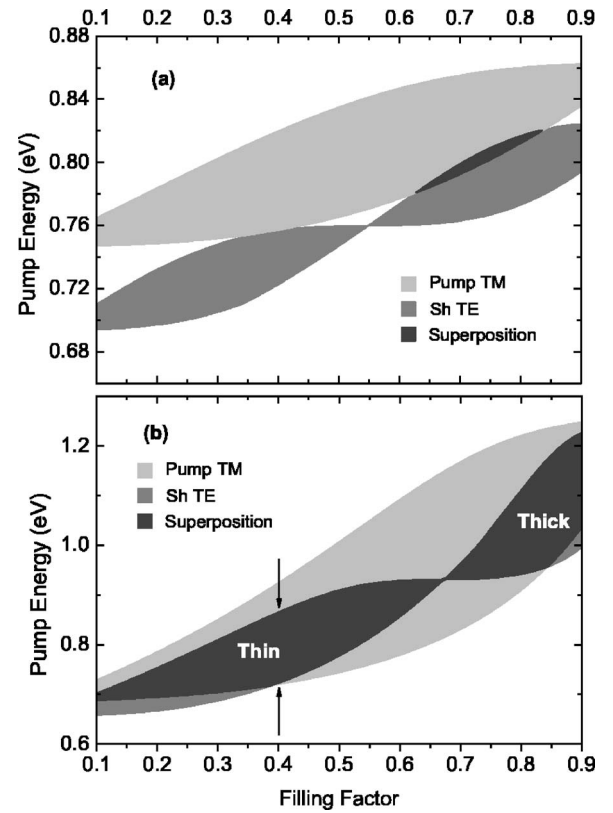 0.1 0.2 0.3 0.4 0.5 0.6 0.7 0.8 0.9
0.88
(a)
0.84
0.80
0.76
0.72
0.68
Pump Energy (eV)
Pump TM
Sh TE
Superposition
(b)
1.2
1.0
0.8
0.6
Pump Energy (eV)
Pump TM
Sh TE
Superposition
Thick
Thin
0.1 0.2 0.3 0.4 0.5 0.6 0.7 0.8 0.9
Filling Factor